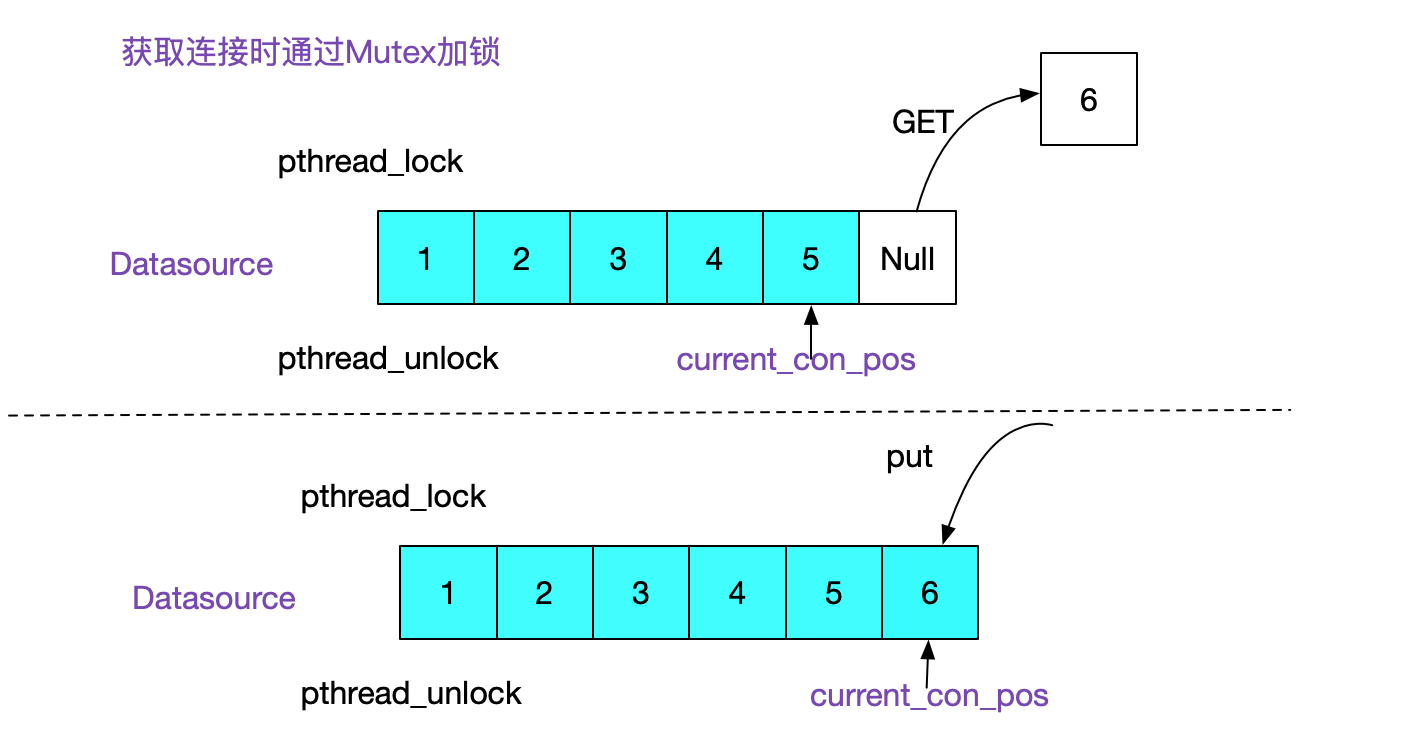 获取连接时通过Mutex加锁
6
GET
pthread_lock
Datasource
1 2 3 4 5 Null
pthread_unlock
current_con_pos
put
pthread_lock
Datasource
1 2 3 4 5 6
pthread_unlock
current_con_pos